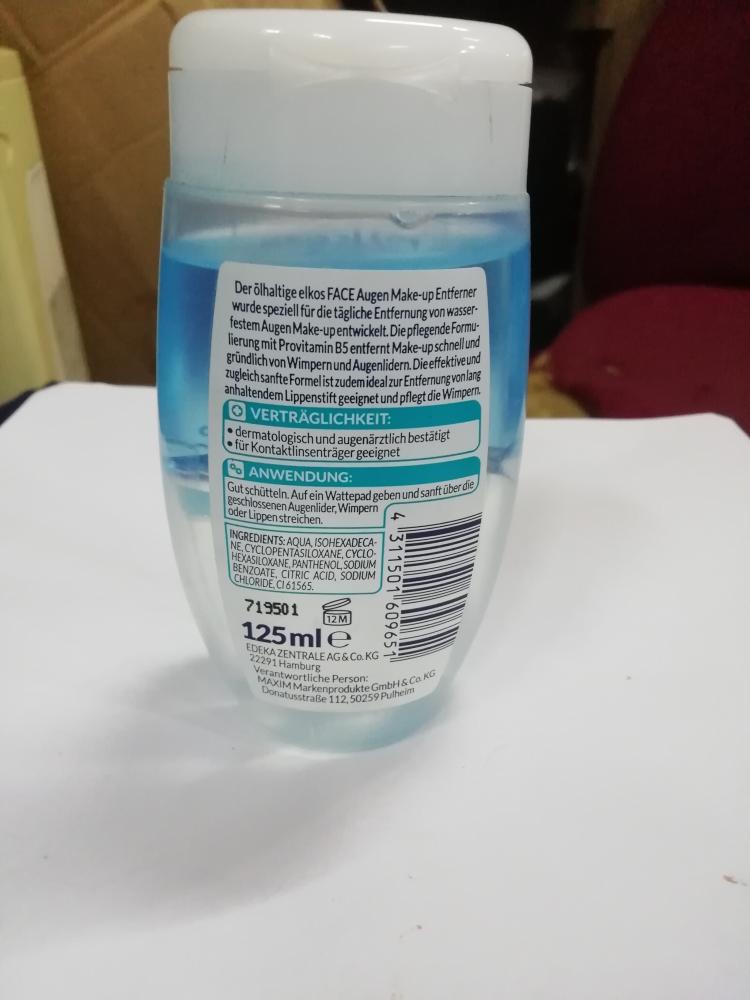 Der ölhaltige elkos FACE Augen Make-up Entferner
wurde speziell für die tägliche Entfernung von wasser-
festem Augen Make-up entwickelt. Die pflegende Formu-
lierung mit Provitamin B5 entfernt Make-up schnell und
gründlich von Wimpern und Augenlidern. Die effektive und
zugleich sanfte Formel ist zudem ideal zur Entfernung von lang
anhaltendem Lippenstift geeignet und pflegt die Wimpern.
VERTRÄGLICHKEIT:
• dermatologisch und augenärztlich bestätigt
• für Kontaktlinsenträger geeignet
ANWENDUNG:
Gut schütteln. Auf ein Wattepad geben und sanft über die
geschlossenen Augenlider, Wimpern
oder Lippen streichen.
INGREDIENTS: AQUA, ISOHEXADECA-
NE, CYCLOPENTASILOXANE, CYCLO-
HEXASILOXANE, PANTHENOL, SODIUM
BENZOATE, CITRIC ACID, SODIUM
CHLORIDE, CI 61565.
4 311501 609651
719501
12 M
125 ml e
EDEKA ZENTRALE AG & Co. KG
22291 Hamburg
Verantwortliche Person:
MAXIM Markenprodukte GmbH & Co. KG
Donatusstraße 112, 50259 Pulheim